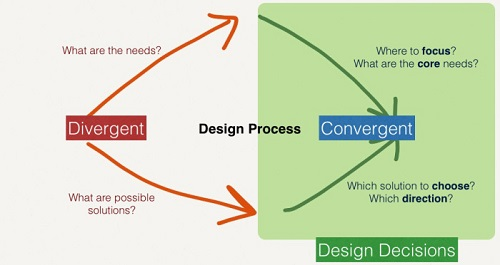 What are the needs?
Where to focus?
What are the core needs?
Divergent
Design Process
Convergent
What are possible
solutions?
Which solution to choose?
Which direction?
Design Decisions